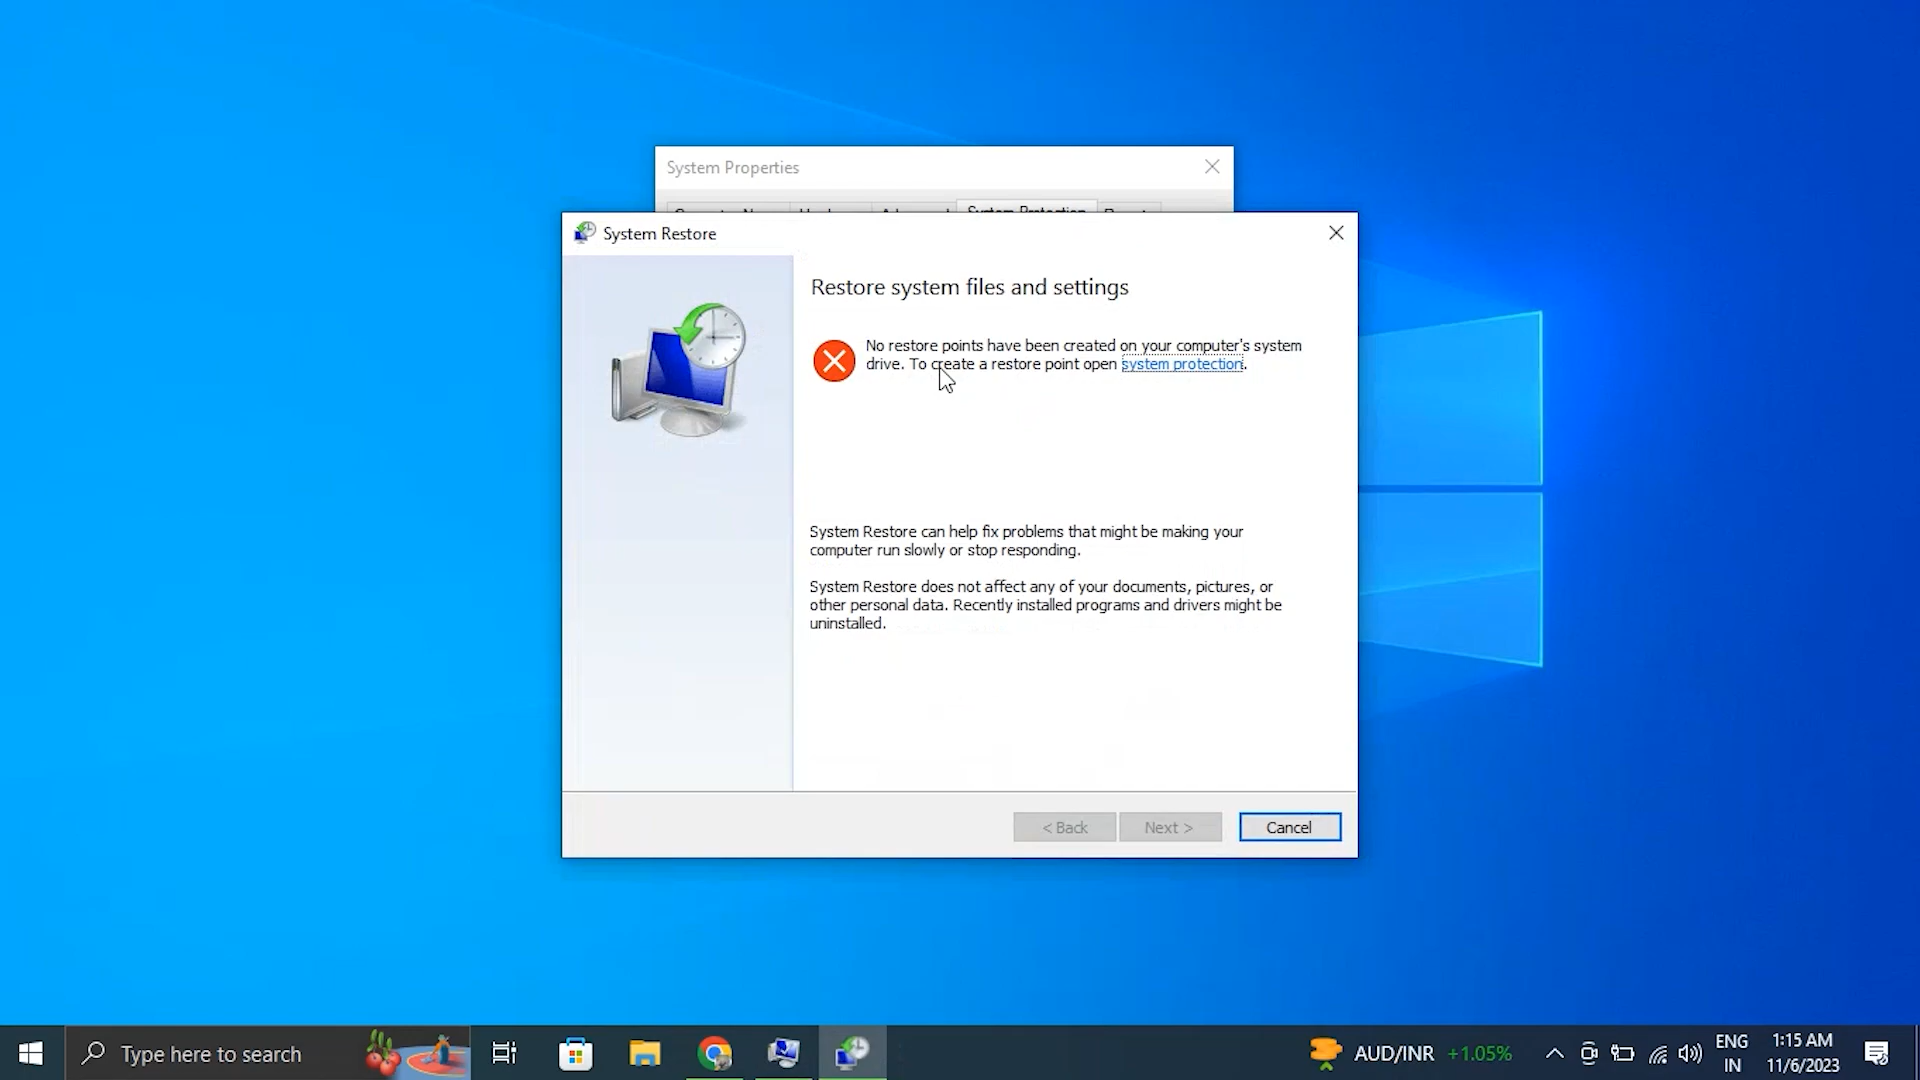 System Properties
System Protection
System Restore
Restore system files and settings
No restore points have been created on your computer's system
drive. To create a restore point open system protection.
System Restore can help fix problems that might be making your
computer run slowly or stop responding.
System Restore does not affect any of your documents, pictures, or
other personal data. Recently installed programs and drivers might be
uninstalled.
< Back
Next >
Cancel
Type here to search
AUD/INR +1.05%
ENG
IN
1:15 AM
11/6/2023